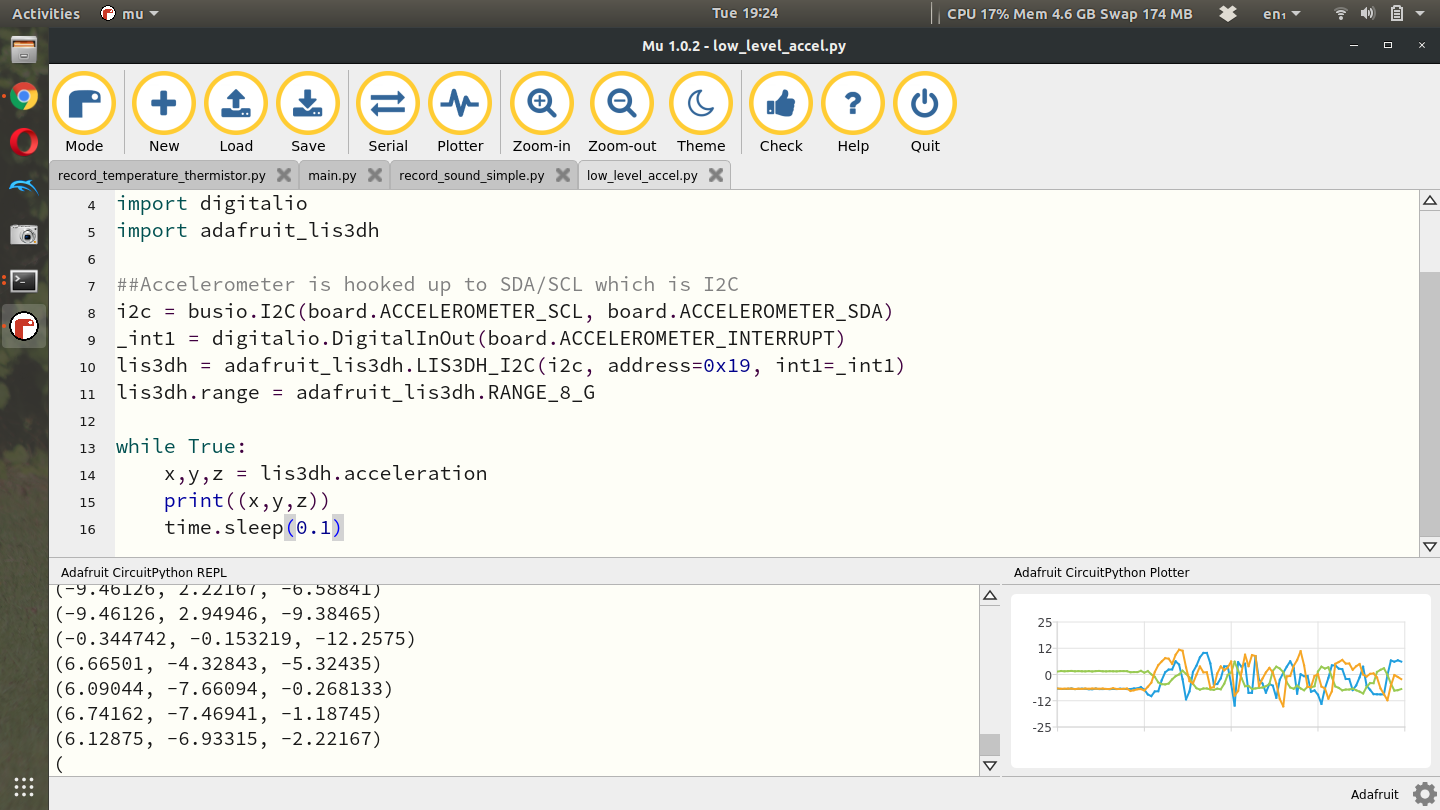 Activities mu Tue 19:24 CPU 17% Mem 4.6 GB Swap 174 MB en₁
Mu 1.0.2 - low_level_accel.py
Mode New Load Save Serial Plotter Zoom-in Zoom-out Theme Check Help Quit
record_temperature_thermistor.py main.py record_sound_simple.py low_level_accel.py
4 import digitalio
5 import adafruit_lis3dh
6
7 ##Accelerometer is hooked up to SDA/SCL which is I2C
8 i2c = busio.I2C(board.ACCELEROMETER_SCL, board.ACCELEROMETER_SDA)
9 _int1 = digitalio.DigitalInOut(board.ACCELEROMETER_INTERRUPT)
10 lis3dh = adafruit_lis3dh.LIS3DH_I2C(i2c, address=0x19, int1=_int1)
11 lis3dh.range = adafruit_lis3dh.RANGE_8_G
12
13 while True:
14     x,y,z = lis3dh.acceleration
15     print((x,y,z))
16     time.sleep(0.1)
Adafruit CircuitPython REPL
(-9.46126, 2.22167, -6.58841)
(-9.46126, 2.94946, -9.38465)
(-0.344742, -0.153219, -12.2575)
(6.66501, -4.32843, -5.32435)
(6.09044, -7.66094, -0.268133)
(6.74162, -7.46941, -1.18745)
(6.12875, -6.93315, -2.22167)
(
Adafruit CircuitPython Plotter
25
12
0
-12
-25
Adafruit